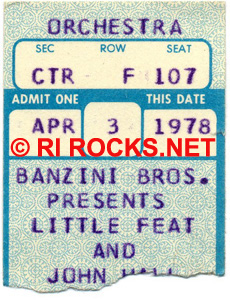 ORCHESTRA
SEC ROW SEAT
CTR F 107
ADMIT ONE THIS DATE
APR 3 1978
© RI ROCKS.NET
BANZINI BROS.
PRESENTS
LITTLE FEAT
AND
JOHN HALL